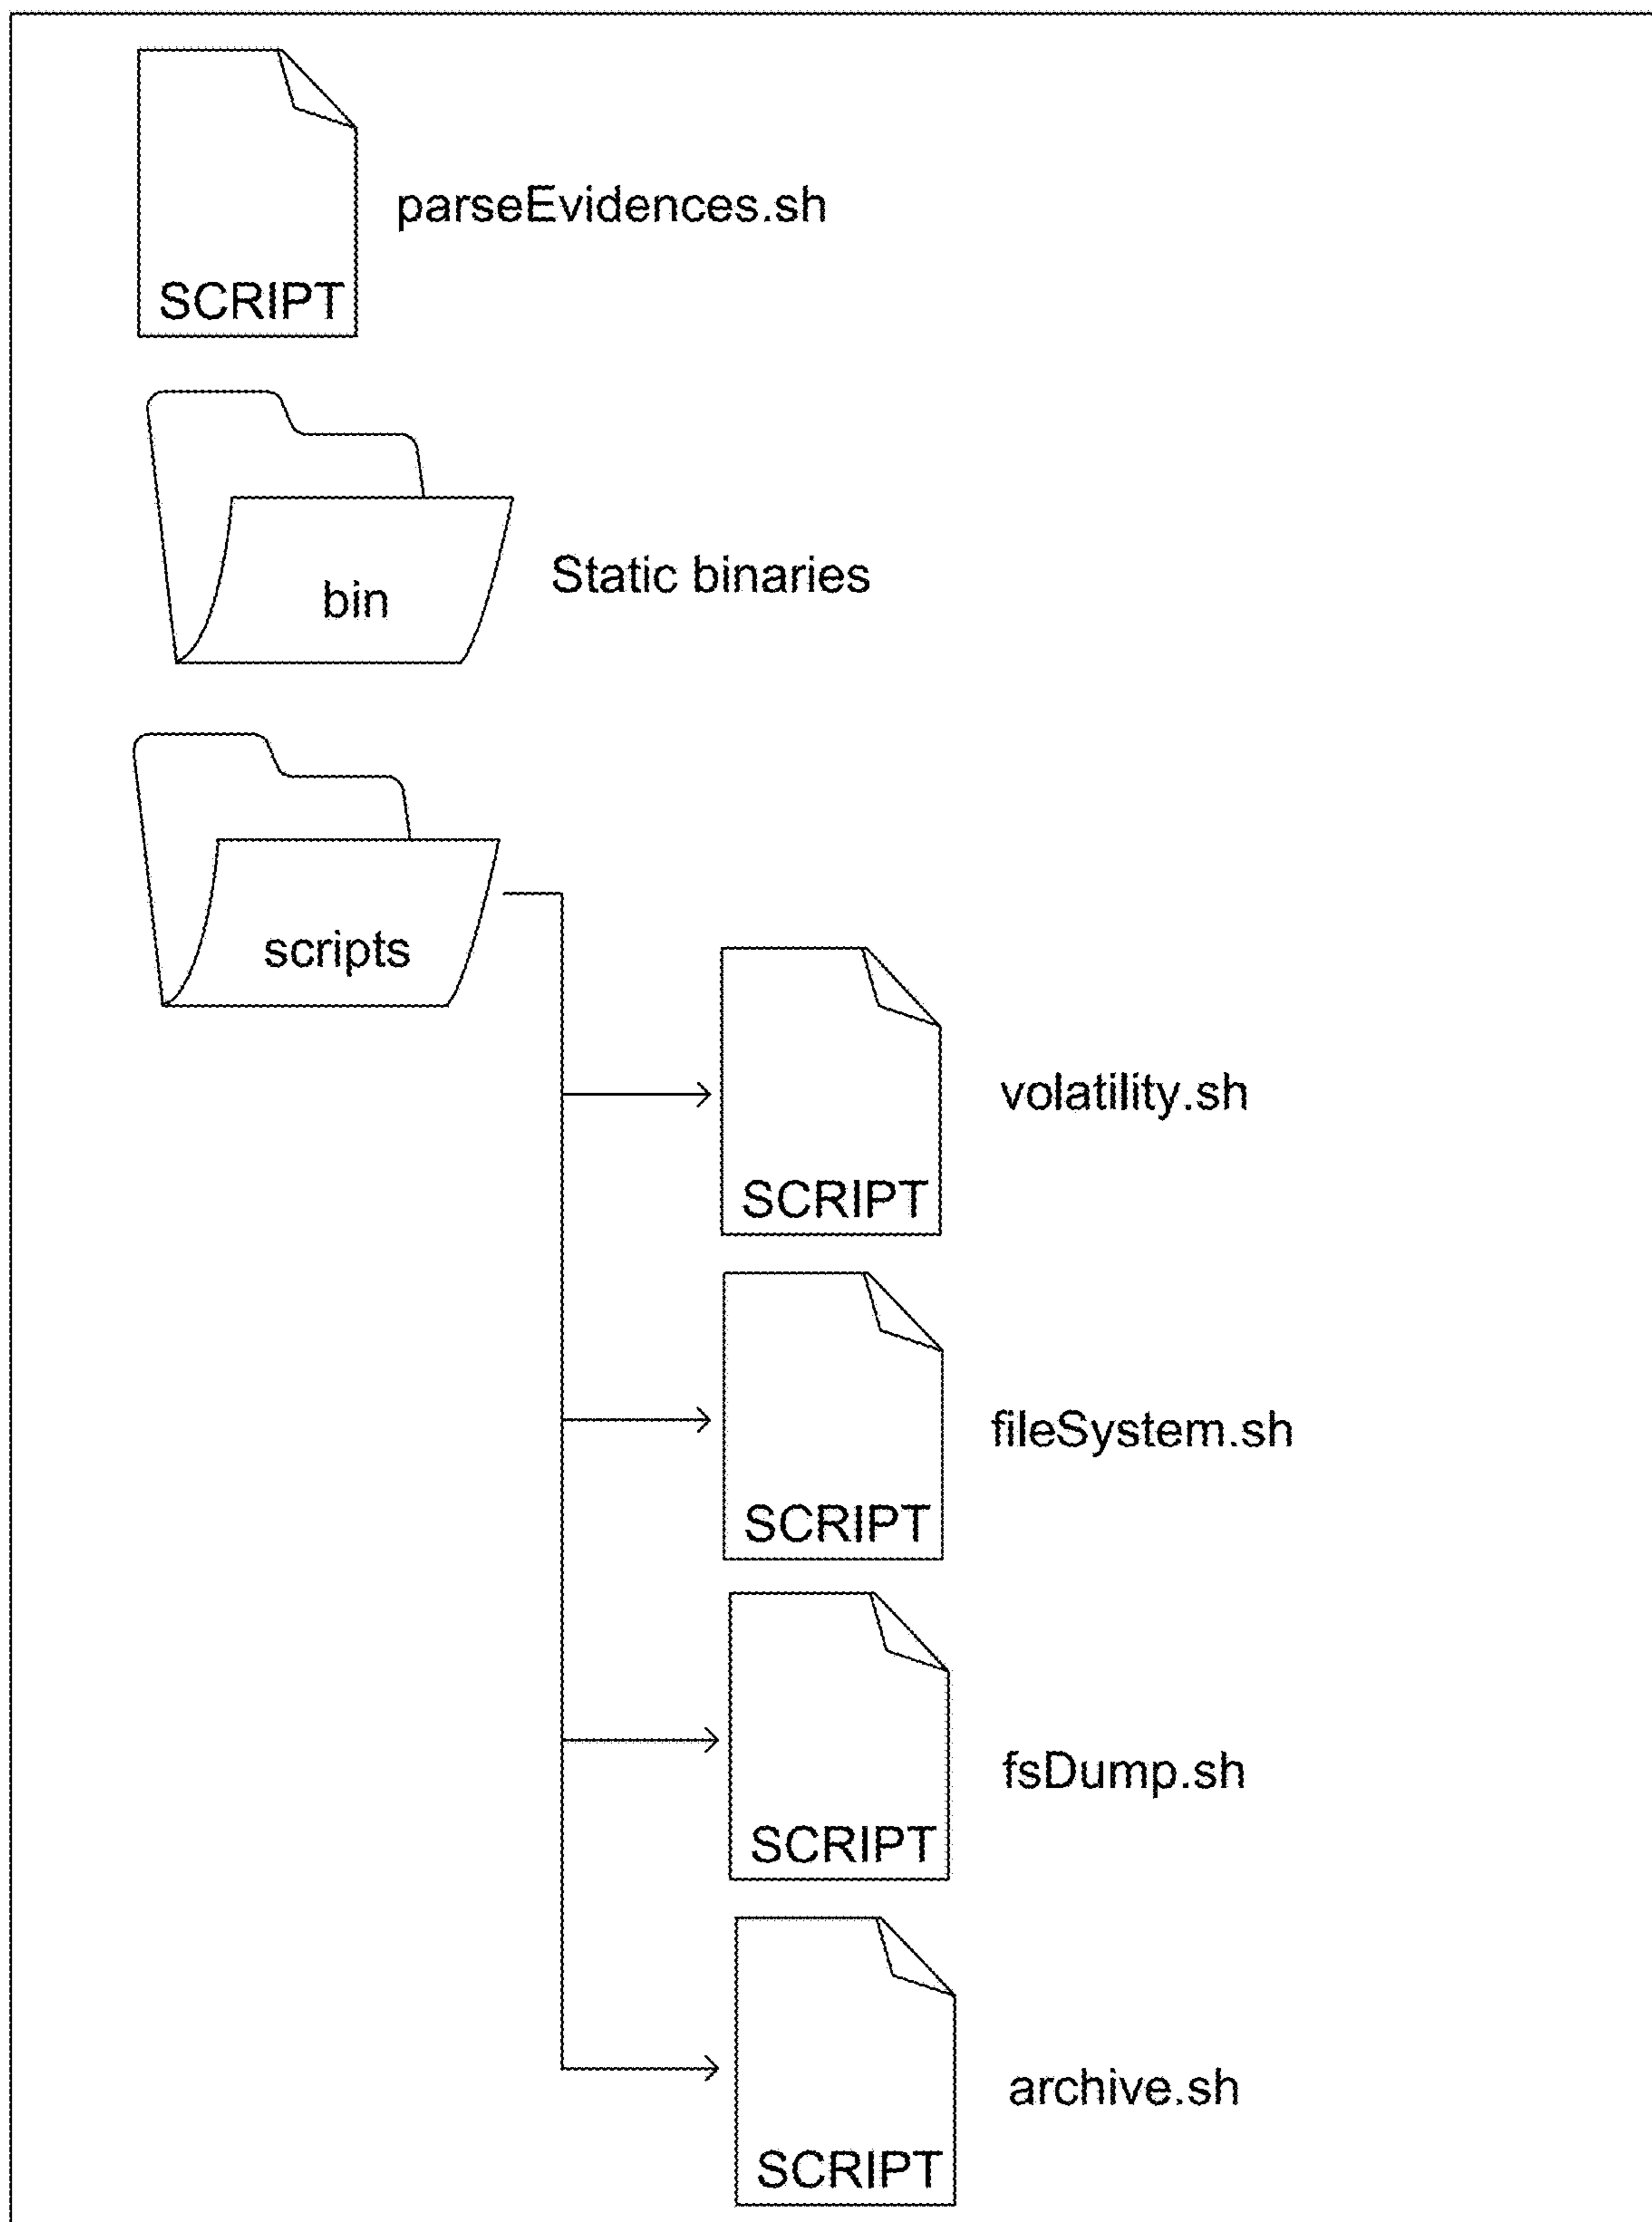 parseEvidences.sh
SCRIPT
Static binaries
bin
scripts
volatility.sh
SCRIPT
fileSystem.sh
SCRIPT
fsDump.sh
SCRIPT
archive.sh
SCRIPT